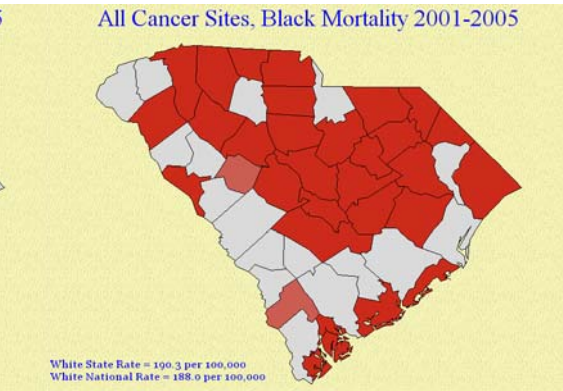 5 All Cancer Sites, Black Mortality 2001-2005
White State Rate = 190.3 per 100,000
White National Rate = 188.0 per 100,000